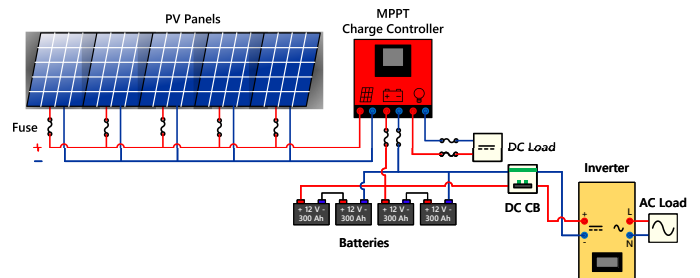 PV Panels
MPPT
Charge Controller
Fuse
+
−
DC Load
Inverter
AC Load
DC CB
+ 12 V -
300 Ah
+ 12 V -
300 Ah
+ 12 V -
300 Ah
+ 12 V -
300 Ah
+
-
L
N
Batteries